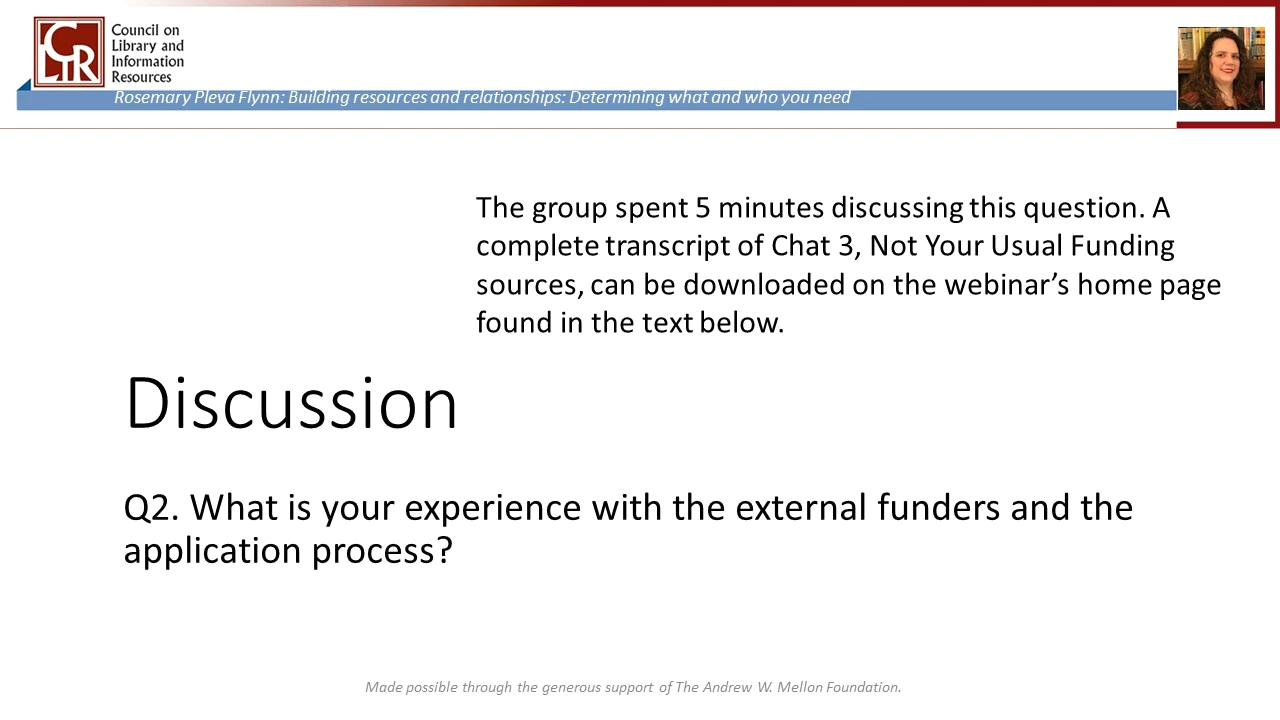 CLIR
Council on
Library and
Information
Resources
Rosemary Pleva Flynn: Building resources and relationships: Determining what and who you need
The group spent 5 minutes discussing this question. A
complete transcript of Chat 3, Not Your Usual Funding
sources, can be downloaded on the webinar’s home page
found in the text below.
Discussion
Q2. What is your experience with the external funders and the
application process?
Made possible through the generous support of The Andrew W. Mellon Foundation.